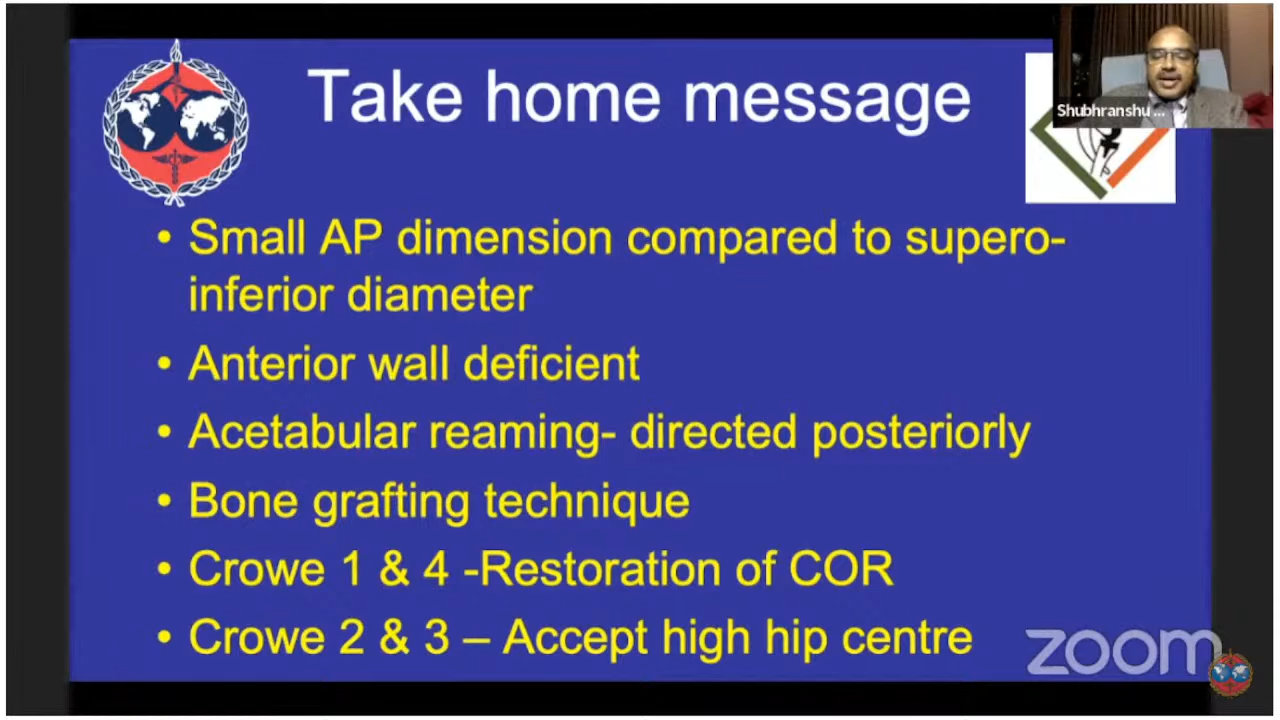 Take home message
Shubhranshu ...
• Small AP dimension compared to supero-
inferior diameter
• Anterior wall deficient
• Acetabular reaming- directed posteriorly
• Bone grafting technique
• Crowe 1 & 4 -Restoration of COR
• Crowe 2 & 3 – Accept high hip centre
zoom